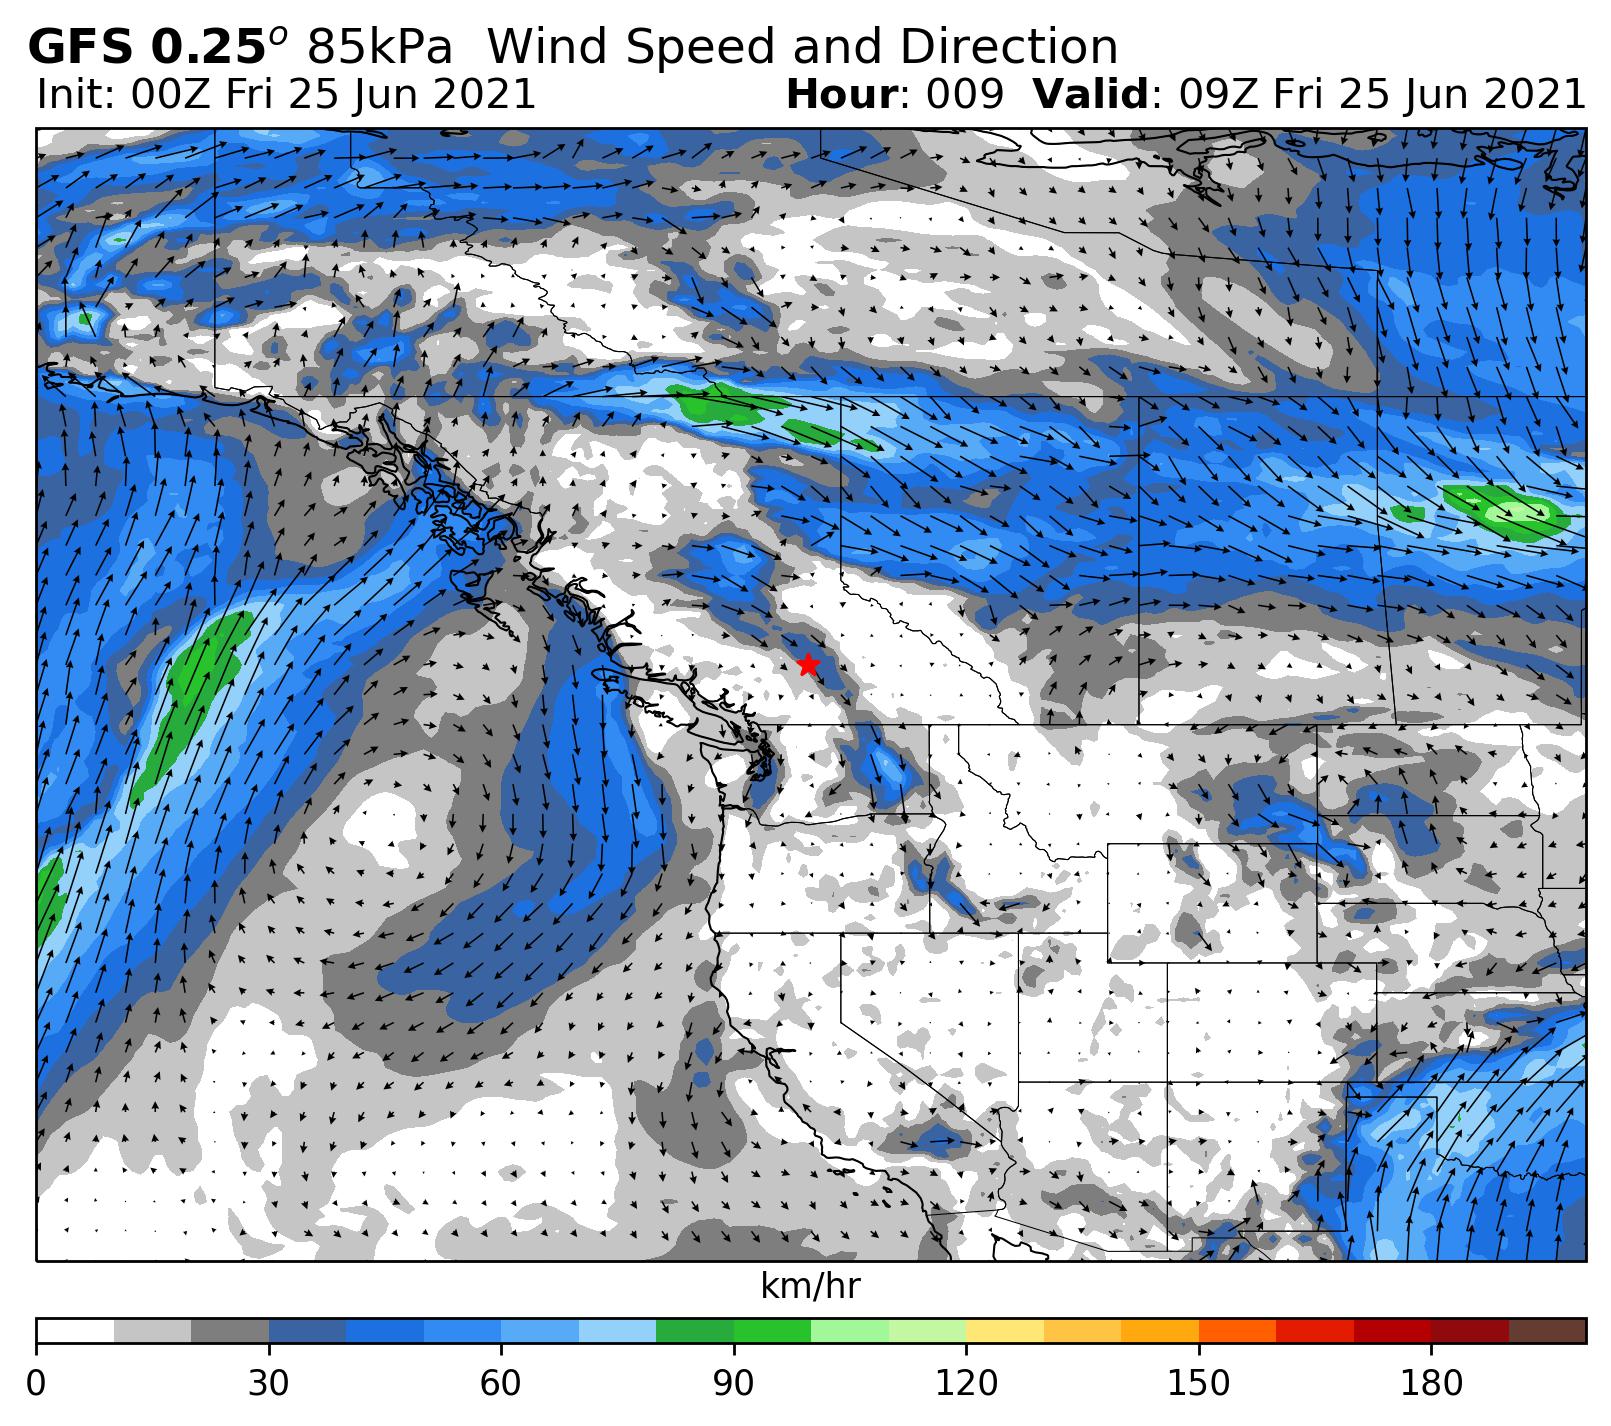 GFS 0.25° 85kPa Wind Speed and Direction
Init: 00Z Fri 25 Jun 2021 Hour: 009 Valid: 09Z Fri 25 Jun 2021
km/hr
0 30 60 90 120 150 180